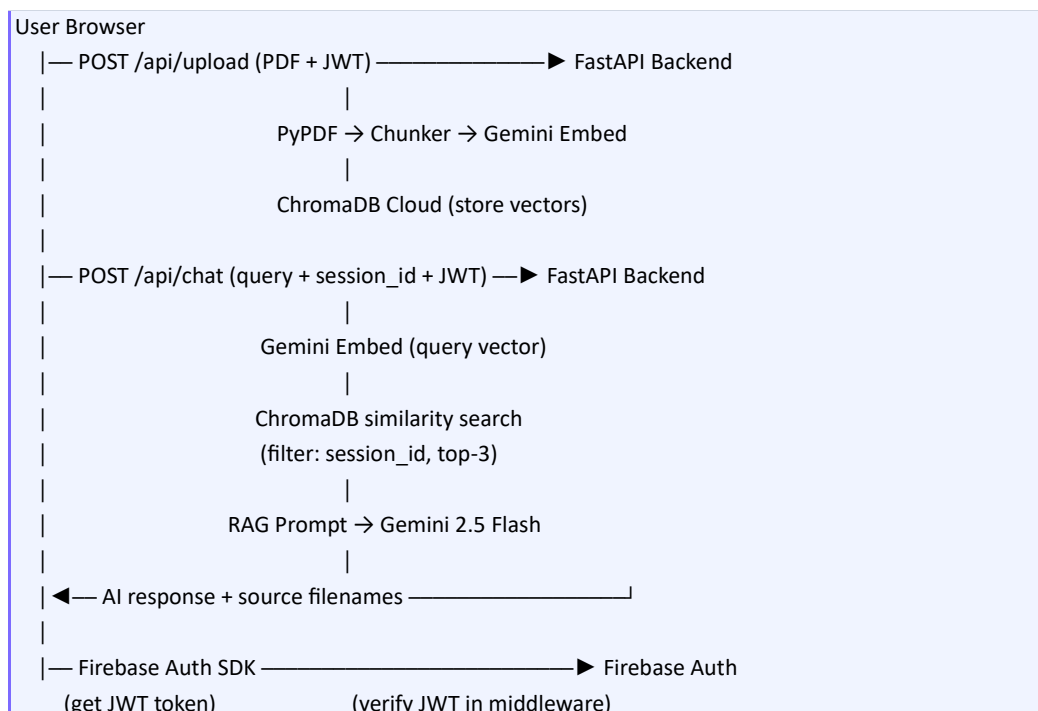 User Browser
|— POST /api/upload (PDF + JWT) ——————————► FastAPI Backend
| |
| PyPDF → Chunker → Gemini Embed
| |
| ChromaDB Cloud (store vectors)
|
|— POST /api/chat (query + session_id + JWT) —► FastAPI Backend
| |
| Gemini Embed (query vector)
| |
| ChromaDB similarity search
| (filter: session_id, top-3)
| |
| RAG Prompt → Gemini 2.5 Flash
| |
|◄— AI response + source filenames —————————┘
|
|— Firebase Auth SDK ————————————————► Firebase Auth
(get JWT token) (verify JWT in middleware)